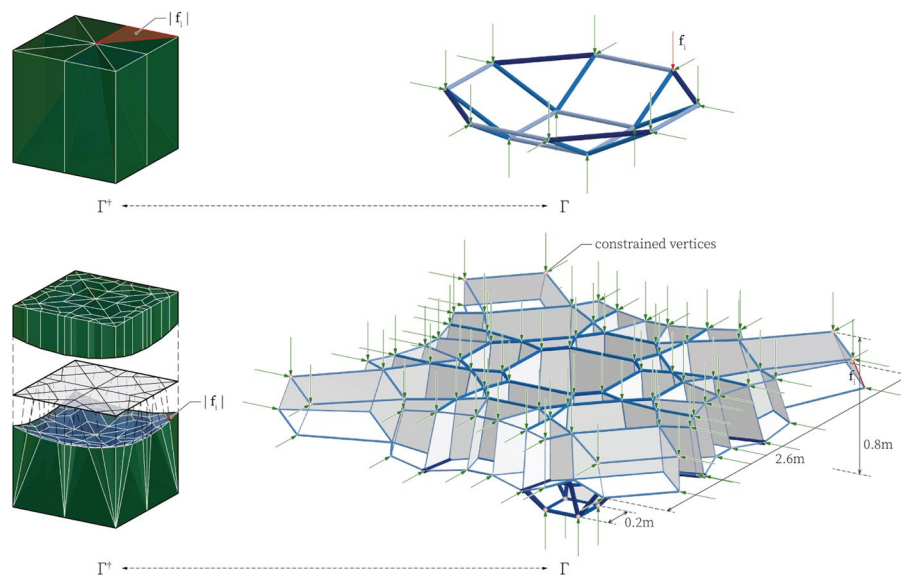 | fᵢ |
fᵢ
Γ† Γ
constrained vertices
| fᵢ |
fᵢ
0.8m
2.6m
0.2m
Γ† Γ